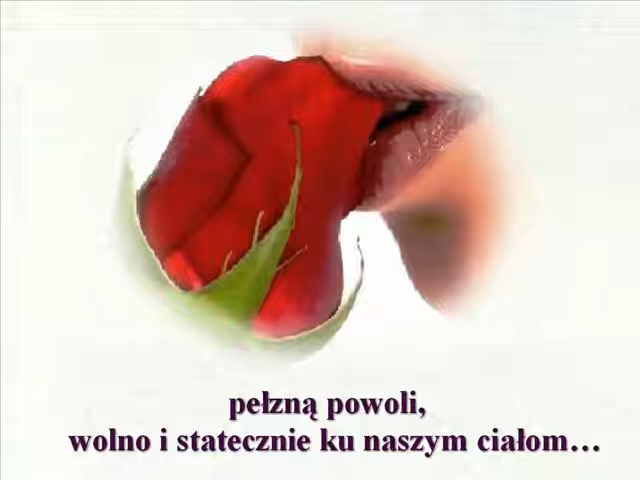 pełzną powoli,
wolno i statecznie ku naszym ciałom…